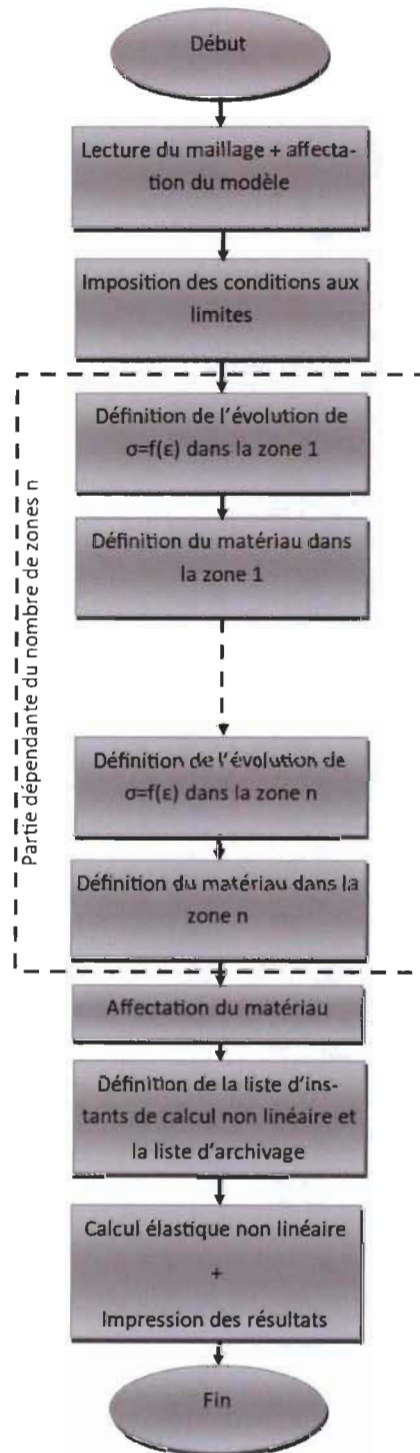 Début
Lecture du maillage + affecta-
tion du modèle
Imposition des conditions aux
limites
Partie dépendante du nombre de zones n
Définition de l'évolution de
σ=f(ε) dans la zone 1
Définition du matériau dans
la zone 1
Définition de l'évolution de
σ=f(ε) dans la zone n
Définition du matériau dans la
zone n
Affectation du matériau
Définition de la liste d'ins-
tants de calcul non linéaire et
la liste d'archivage
Calcul élastique non linéaire
+
Impression des résultats
Fin